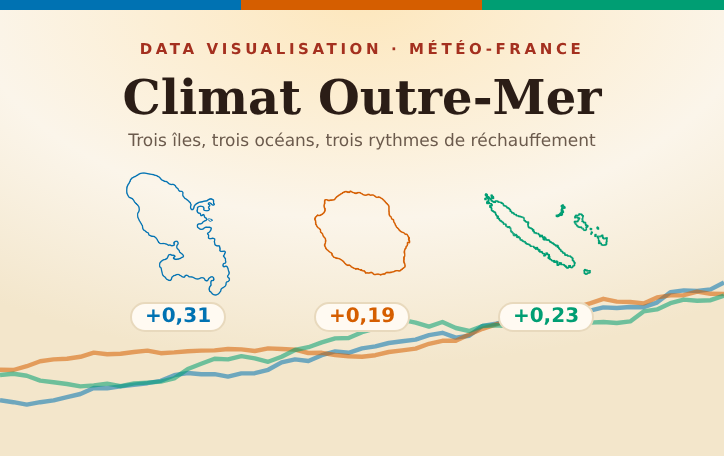 DATA VISUALISATION · MÉTÉO-FRANCE
Climat Outre-Mer
Trois îles, trois océans, trois rythmes de réchauffement
+0,31
+0,19
+0,23